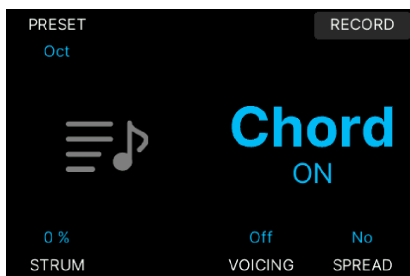 PRESET RECORD
Oct
Chord
ON
0 % Off No
STRUM VOICING SPREAD